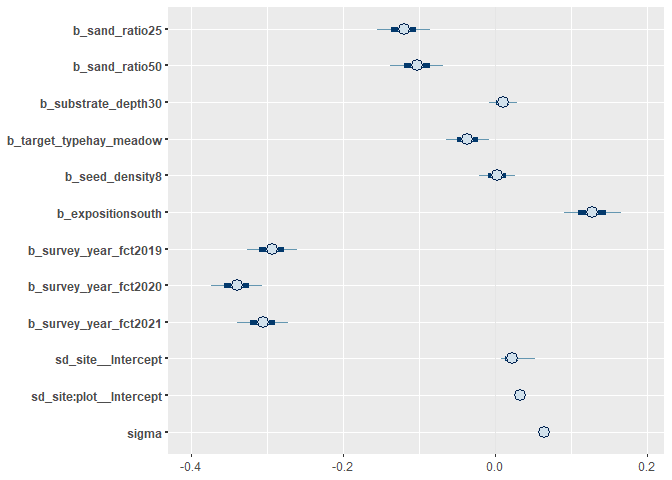 b_sand_ratio25
b_sand_ratio50
b_substrate_depth30
b_target_typehay_meadow
b_seed_density8
b_expositionsouth
b_survey_year_fct2019
b_survey_year_fct2020
b_survey_year_fct2021
sd_site__Intercept
sd_site:plot__Intercept
sigma
-0.4 -0.2 0.0 0.2